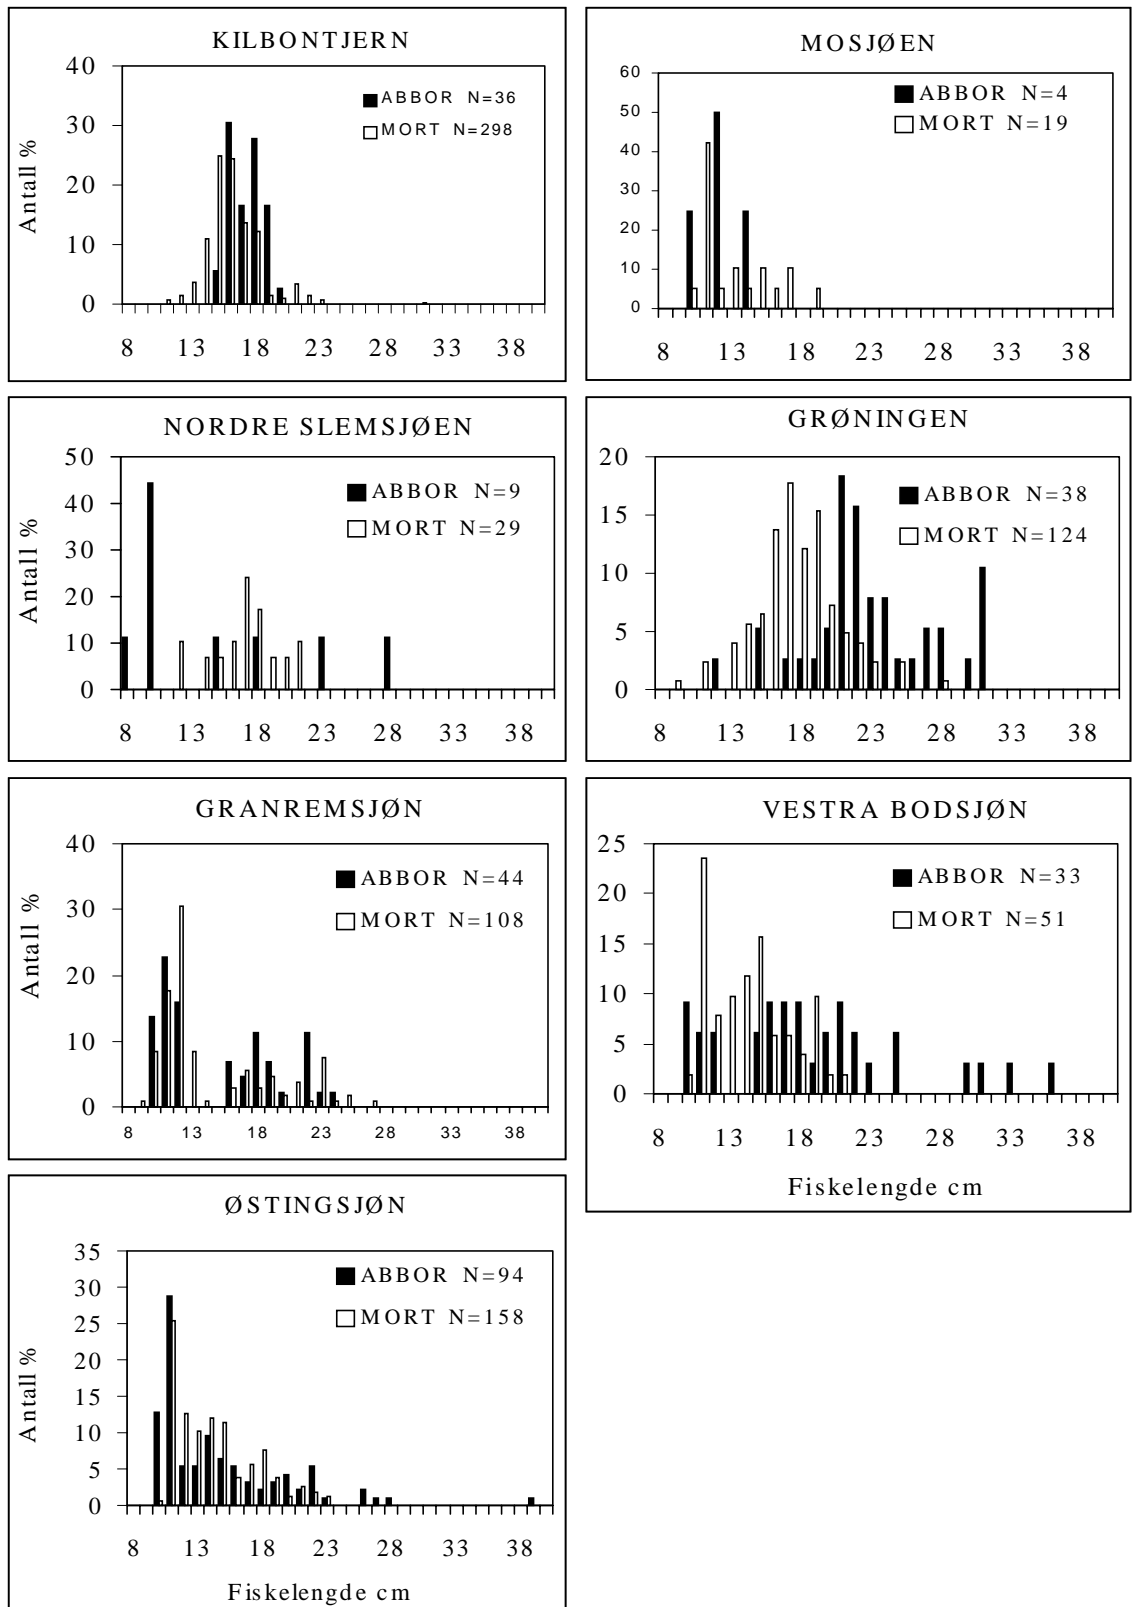 KILBONTJERN
Antall %
40
30
20
10
0
ABBOR N=36
MORT N=298
8 13 18 23 28 33 38
MOSJØEN
60
50
40
30
20
10
0
ABBOR N=4
MORT N=19
8 13 18 23 28 33 38
NORDRE SLEMSJØEN
Antall %
50
40
30
20
10
0
ABBOR N=9
MORT N=29
8 13 18 23 28 33 38
GRØNINGEN
20
15
10
5
0
ABBOR N=38
MORT N=124
8 13 18 23 28 33 38
GRANREMSJØN
Antall %
40
30
20
10
0
ABBOR N=44
MORT N=108
8 13 18 23 28 33 38
VESTRA BODSJØN
25
20
15
10
5
0
ABBOR N=33
MORT N=51
8 13 18 23 28 33 38
Fiskelengde cm
ØSTINGSJØN
Antall %
35
30
25
20
15
10
5
0
ABBOR N=94
MORT N=158
8 13 18 23 28 33 38
Fiskelengde cm